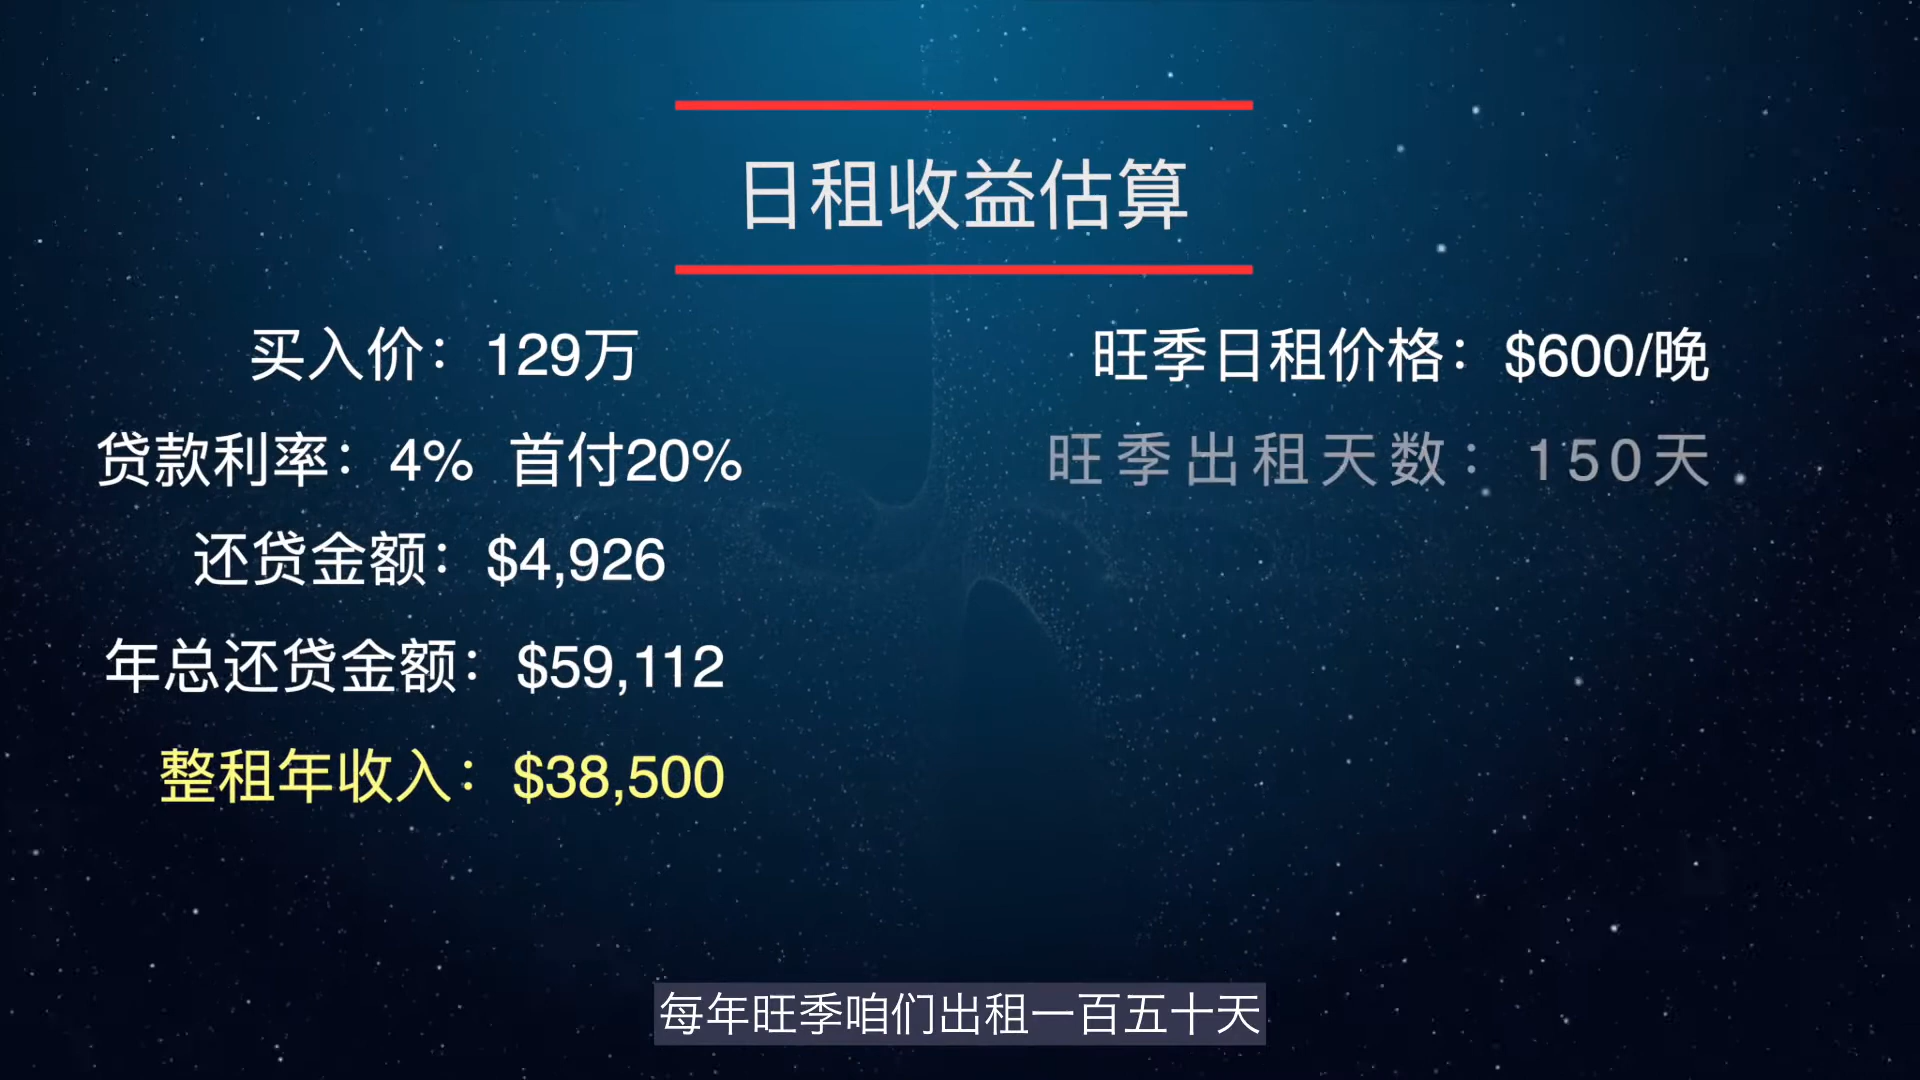 日租收益估算
买入价：129万
贷款利率：4% 首付20%
还贷金额：$4,926
年总还贷金额：$59,112
整租年收入：$38,500
旺季日租价格：$600/晚
旺季出租天数：150天
每年旺季咱们出租一百五十天